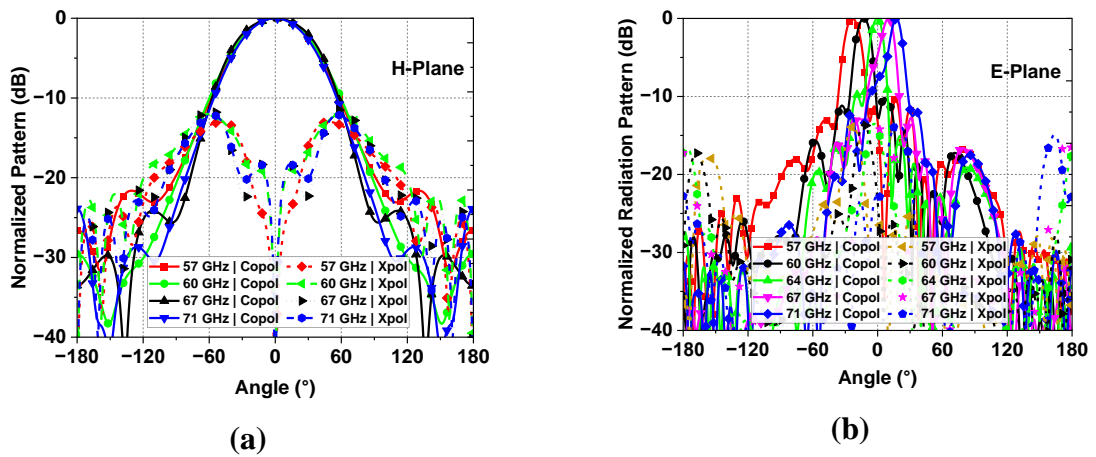 Normalized Pattern (dB)
0
−10
−20
−30
−40
H-Plane
57 GHz | Copol
60 GHz | Copol
67 GHz | Copol
71 GHz | Copol
57 GHz | Xpol
60 GHz | Xpol
67 GHz | Xpol
71 GHz | Xpol
−180 −120 −60 0 60 120 180
Angle (°)
(a)
Normalized Radiation Pattern (dB)
0
−10
−20
−30
−40
E-Plane
57 GHz | Copol
60 GHz | Copol
64 GHz | Copol
67 GHz | Copol
71 GHz | Copol
57 GHz | Xpol
60 GHz | Xpol
64 GHz | Xpol
67 GHz | Xpol
71 GHz | Xpol
−180 −120 −60 0 60 120 180
Angle (°)
(b)